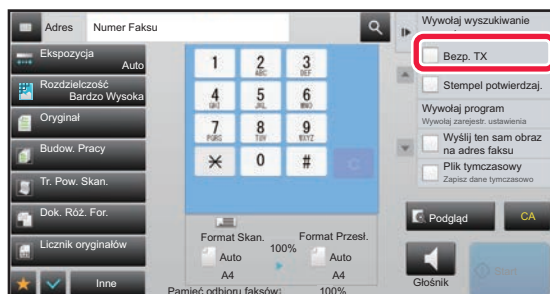 Adres
Numer Faksu
Ekspozycja
Auto
Rozdzielczość
Bardzo Wysoka
Oryginał
Budow. Pracy
Tr. Pow. Skan.
Dok. Róż. For.
Licznik oryginałów
Inne
1
2
ABC
3
DEF
4
GHI
5
JKL
6
MNO
7
PQRS
8
TUV
9
WXYZ
0
#
C
Format Skan.
100%
Format Przesł.
Auto
A4
Auto
A4
Pamięć odbioru faksów:
100%
Wywołaj wyszukiwanie
Bezp. TX
Stempel potwierdzaj.
Wywołaj program
Wywołaj zarejestr. ustawienia
Wyślij ten sam obraz
na adres faksu
Plik tymczasowy
Zapisz dane tymczasowo
Podgląd
CA
Głośnik
Start